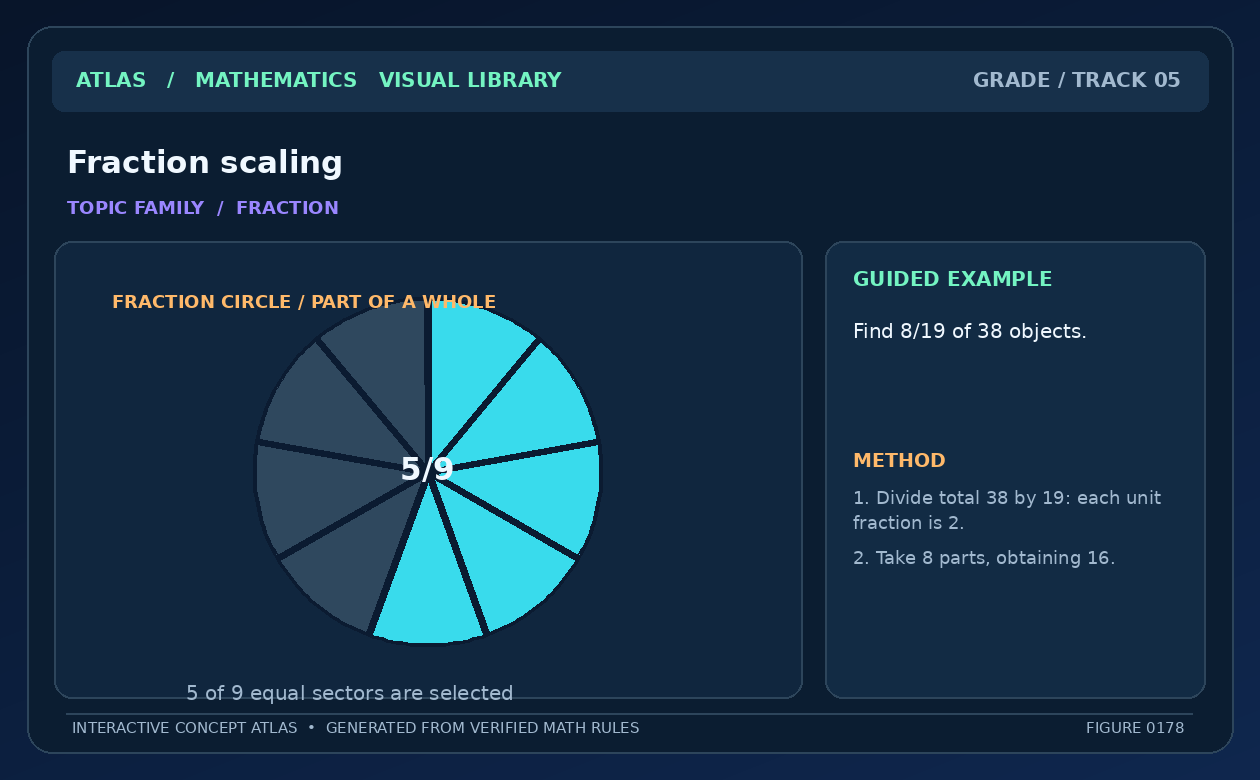 ATLAS / MATHEMATICS VISUAL LIBRARY
GRADE / TRACK 05
Fraction scaling
TOPIC FAMILY / FRACTION
FRACTION CIRCLE / PART OF A WHOLE
5/9
5 of 9 equal sectors are selected
GUIDED EXAMPLE
Find 8/19 of 38 objects.
METHOD
1. Divide total 38 by 19: each unit
fraction is 2.
2. Take 8 parts, obtaining 16.
INTERACTIVE CONCEPT ATLAS • GENERATED FROM VERIFIED MATH RULES
FIGURE 0178